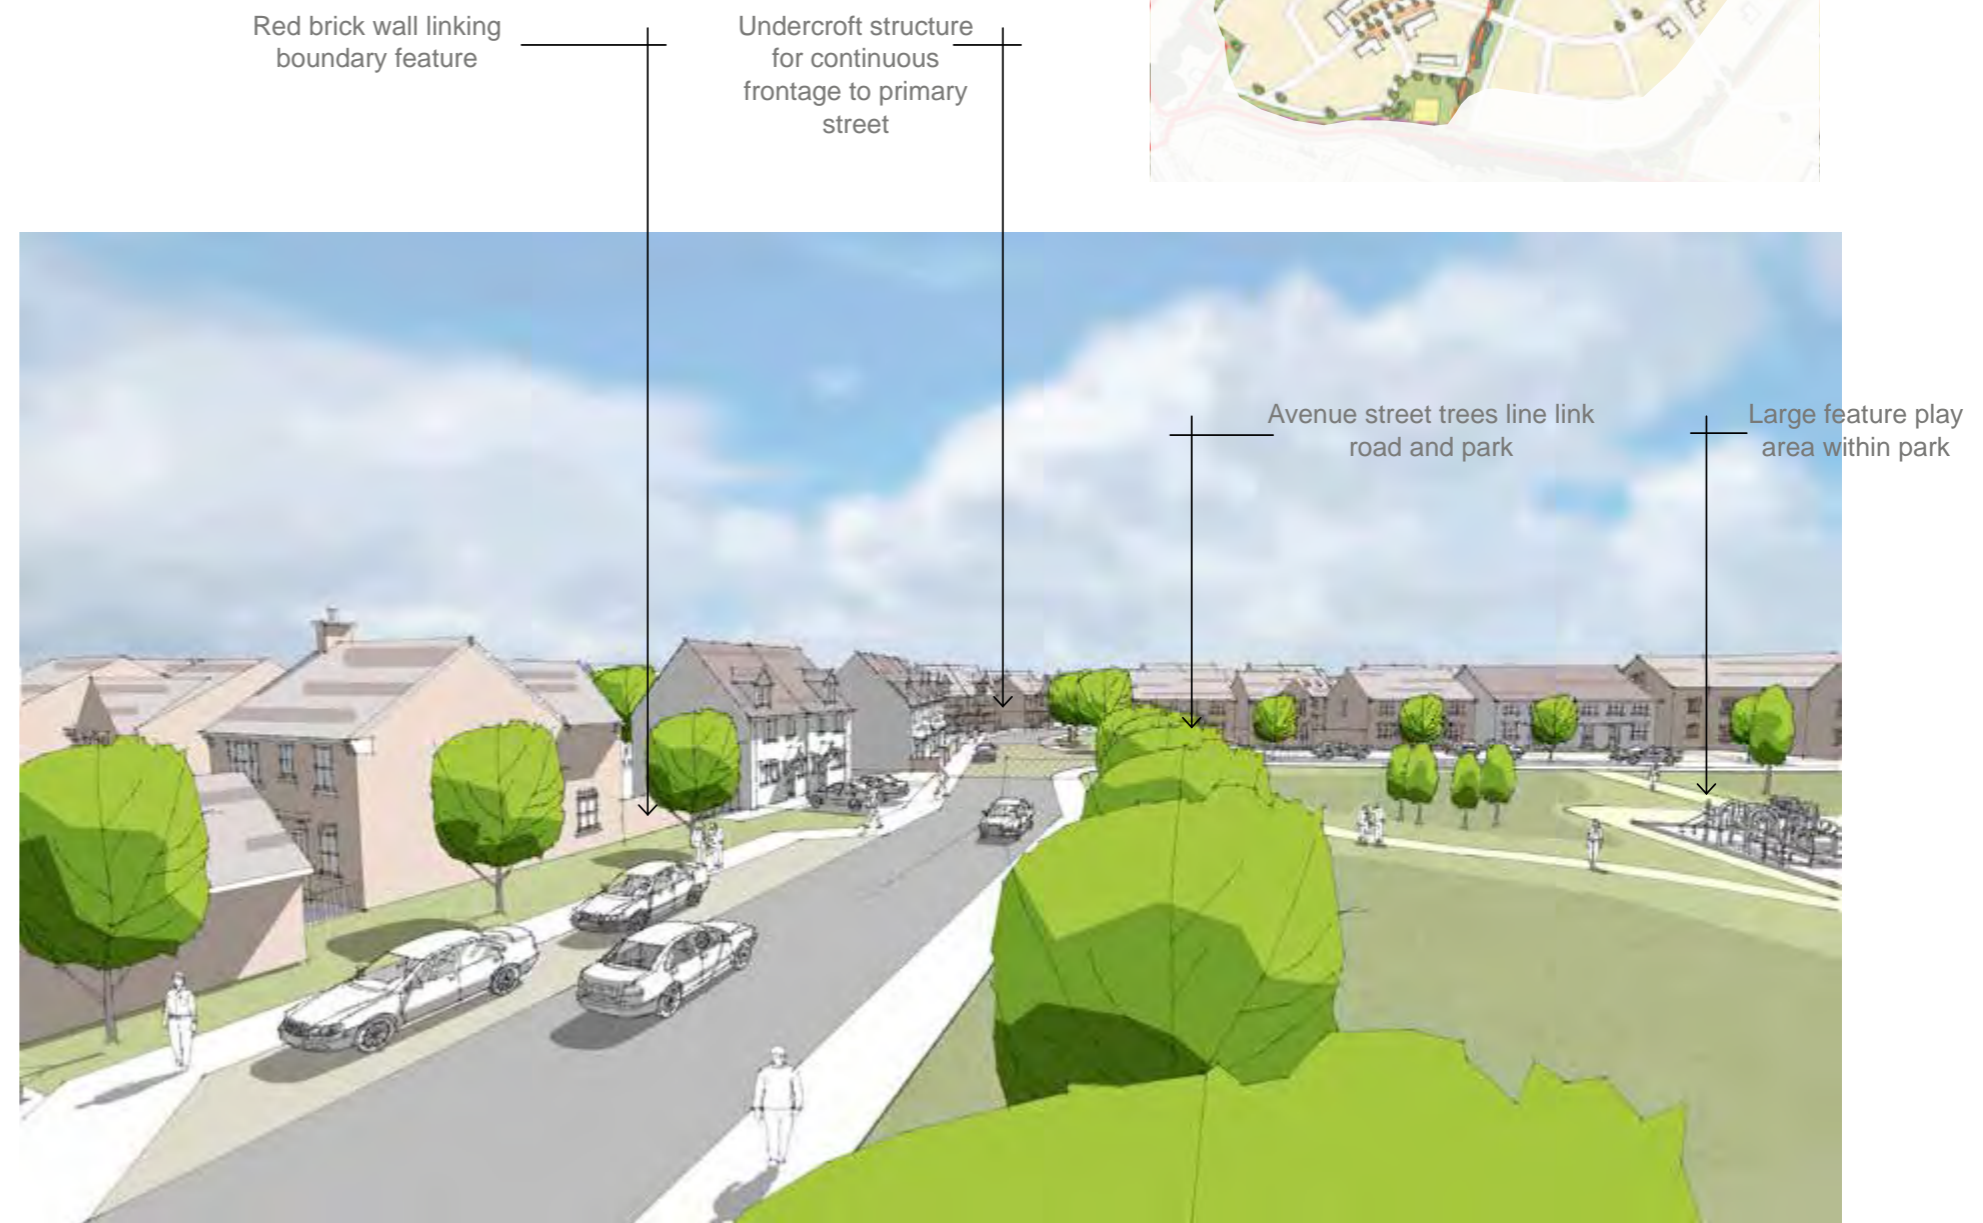 Red brick wall linking
boundary feature
Undercroft structure
for continuous
frontage to primary
street
Avenue street trees line link
road and park
Large feature play
area within park